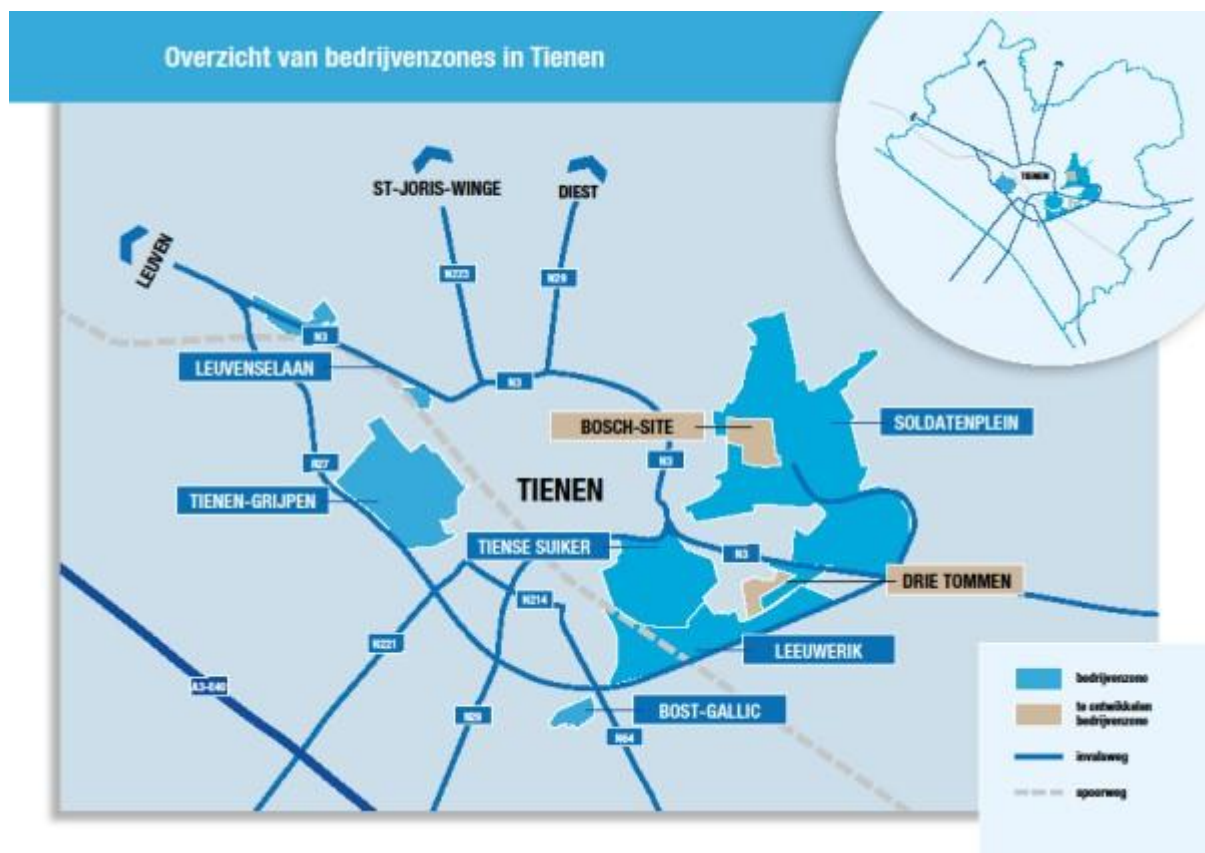 Overzicht van bedrijvenzones in Tienen
TIENEN
ST-JORIS-WINGE
DIEST
LEUVEN
N223
N29
N3
LEUVENSELAAN
N3
BOSCH-SITE
SOLDATENPLEIN
N27
N3
TIENEN-GRIJPEN
TIENEN
TIENSE SUIKER
N3
DRIE TOMMEN
N214
N221
LEEUWERIK
A3-E40
BOST-GALLIC
N29
N64
bedrijvenzone
te ontwikkelen
bedrijvenzone
invalsweg
spoorweg